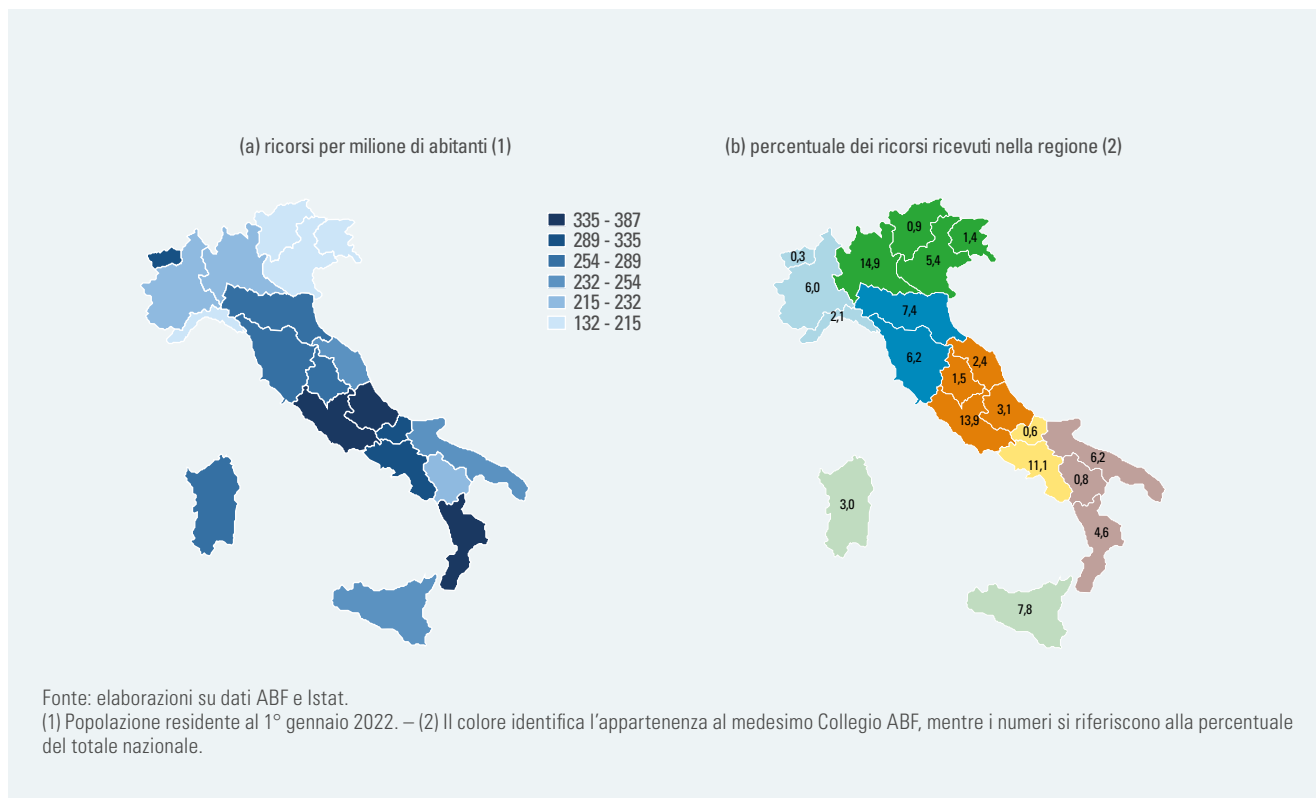 (a) ricorsi per milione di abitanti (1)
335 - 387
289 - 335
254 - 289
232 - 254
215 - 232
132 - 215
(b) percentuale dei ricorsi ricevuti nella regione (2)
0,9
1,4
0,3
14,9
5,4
6,0
2,1
7,4
6,2
2,4
1,5
3,1
13,9
0,6
11,1
6,2
0,8
3,0
4,6
7,8
Fonte: elaborazioni su dati ABF e Istat.
(1) Popolazione residente al 1° gennaio 2022. – (2) Il colore identifica l’appartenenza al medesimo Collegio ABF, mentre i numeri si riferiscono alla percentuale
del totale nazionale.